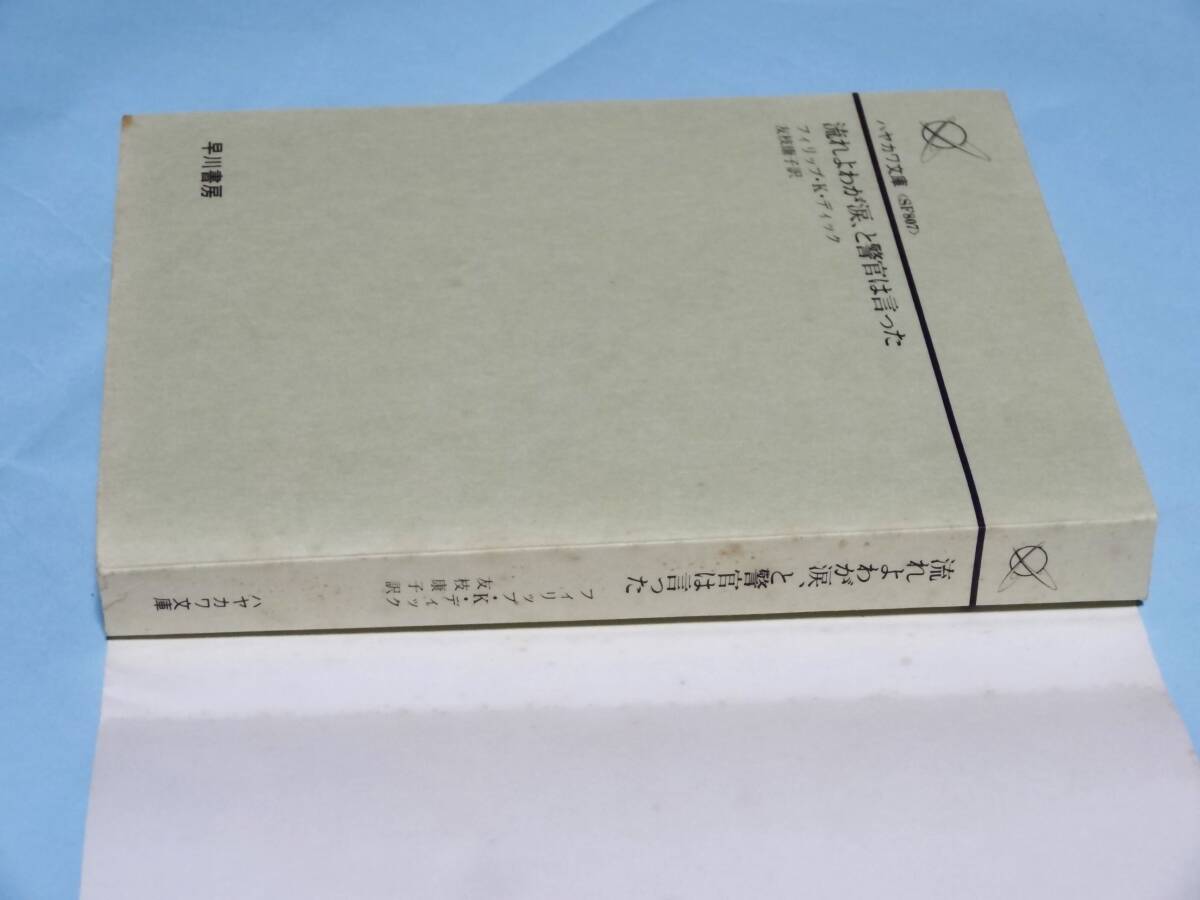 ハヤカワ文庫〈SF807〉
流れよわが涙、と警官は言った
フィリップ・K・ディック
友枝康子訳
早川書房
流れよわが涙、と警官は言った
フィリップ・K・ディック
友枝康子訳
ハヤカワ文庫